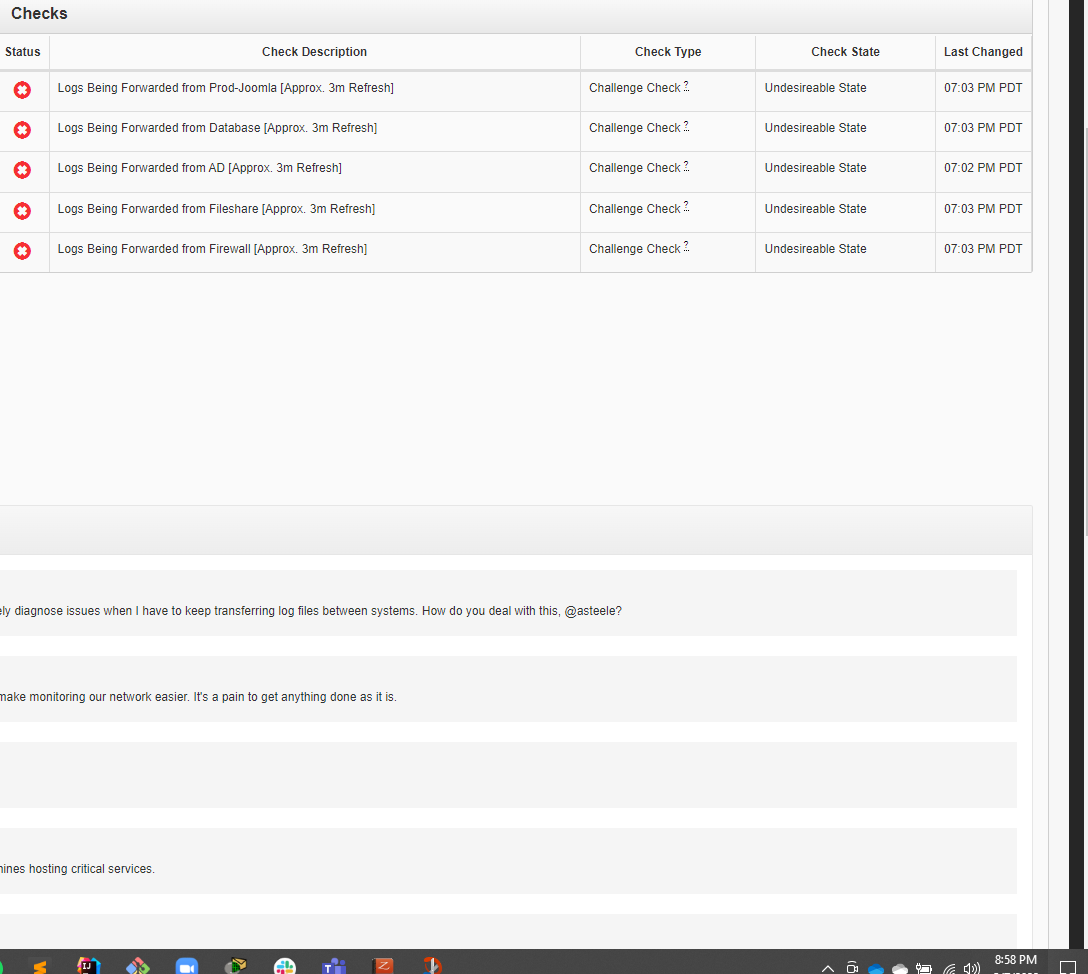 Checks
Status Check Description Check Type Check State Last Changed
Logs Being Forwarded from Prod-Joomla [Approx. 3m Refresh] Challenge Check ? Undesireable State 07:03 PM PDT
Logs Being Forwarded from Database [Approx. 3m Refresh] Challenge Check ? Undesireable State 07:03 PM PDT
Logs Being Forwarded from AD [Approx. 3m Refresh] Challenge Check ? Undesireable State 07:02 PM PDT
Logs Being Forwarded from Fileshare [Approx. 3m Refresh] Challenge Check ? Undesireable State 07:03 PM PDT
Logs Being Forwarded from Firewall [Approx. 3m Refresh] Challenge Check ? Undesireable State 07:03 PM PDT
diagnose issues when I have to keep transferring log files between systems. How do you deal with this, @asteele?
make monitoring our network easier. It's a pain to get anything done as it is.
hosting critical services.
8:58 PM